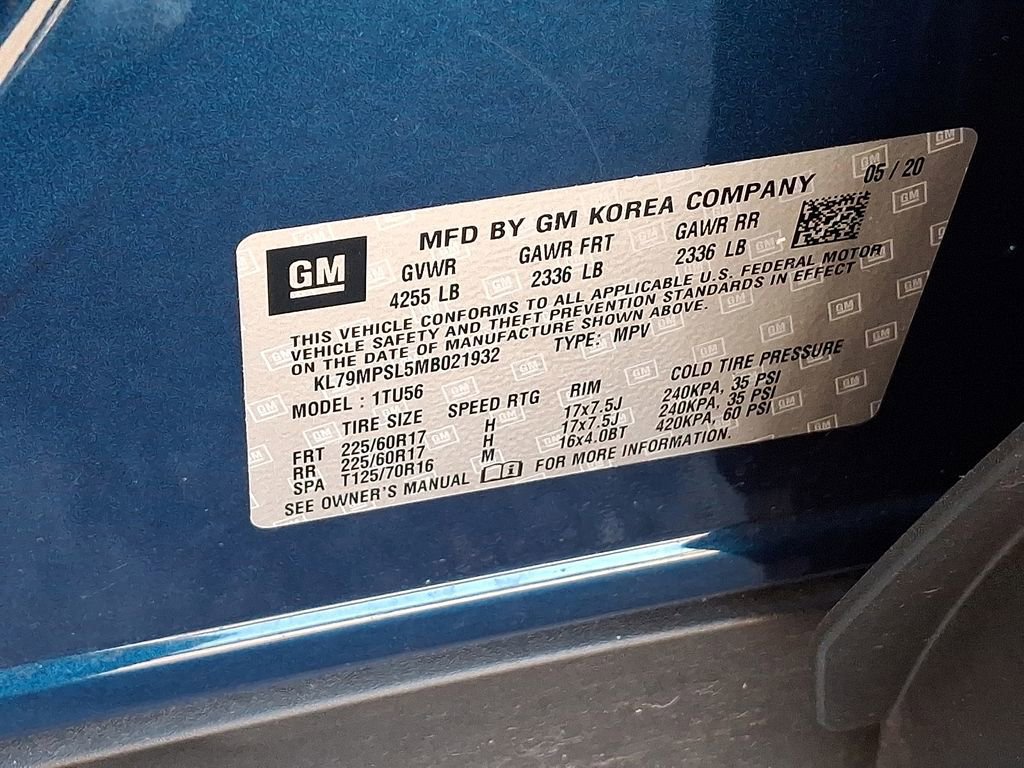 MFD BY GM KOREA COMPANY 05 / 20
GM
GVWR GAWR FRT GAWR RR
4255 LB 2336 LB 2336 LB
THIS VEHICLE CONFORMS TO ALL APPLICABLE U.S. FEDERAL MOTOR
VEHICLE SAFETY AND THEFT PREVENTION STANDARDS IN EFFECT
ON THE DATE OF MANUFACTURE SHOWN ABOVE.
KL79MPSL5MB021932 TYPE: MPV
MODEL : 1TU56
TIRE SIZE SPEED RTG RIM COLD TIRE PRESSURE
FRT 225/60R17 H 17x7.5J 240KPA, 35 PSI
RR 225/60R17 H 17x7.5J 240KPA, 35 PSI
SPA T125/70R16 M 16x4.0BT 420KPA, 60 PSI
SEE OWNER'S MANUAL i FOR MORE INFORMATION.